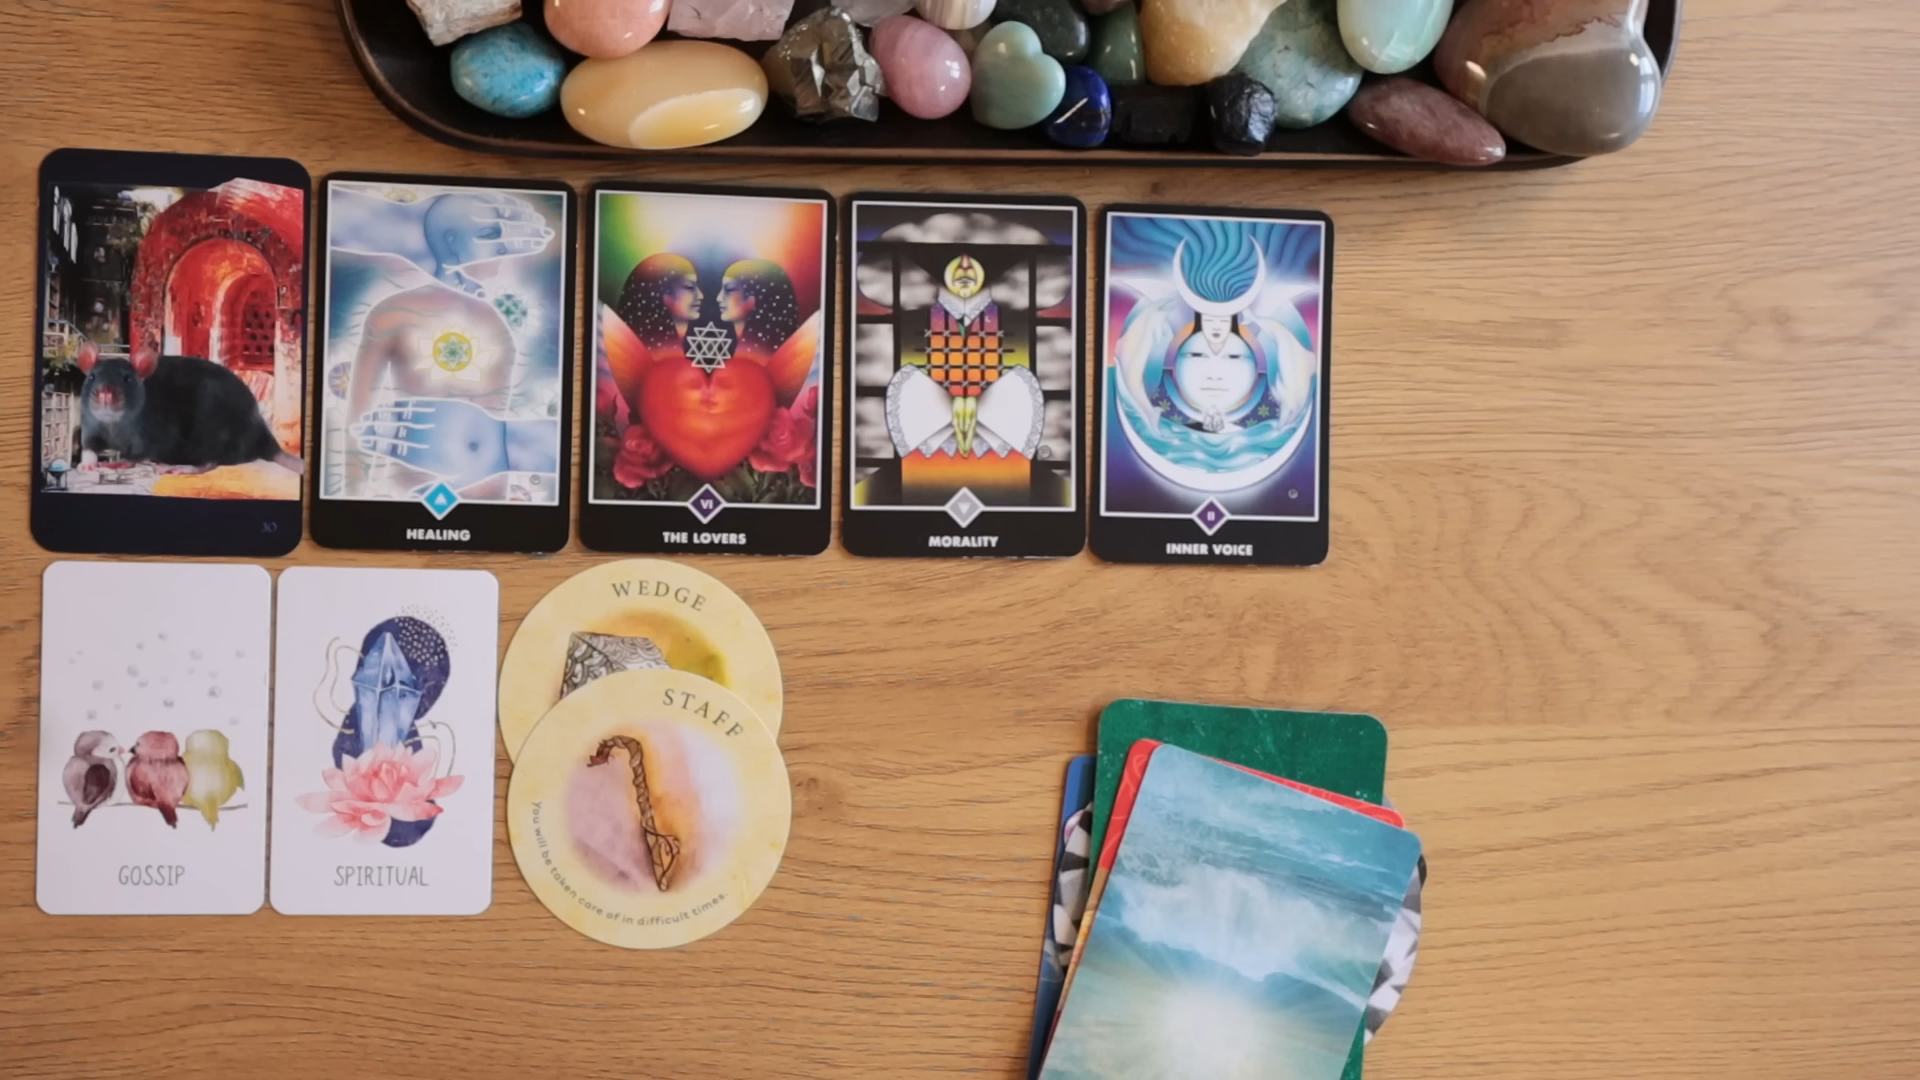 30
HEALING
VI
THE LOVERS
MORALITY
II
INNER VOICE
GOSSIP
SPIRITUAL
WEDGE
STAFF
You will be taken care of in difficult times.